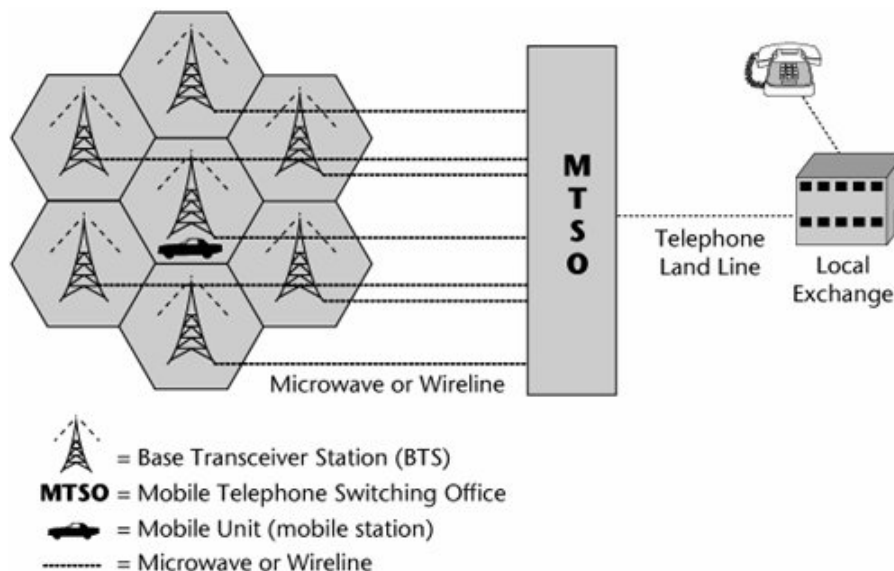 M
T
S
O
Telephone
Land Line
Local
Exchange
Microwave or Wireline
= Base Transceiver Station (BTS)
MTSO = Mobile Telephone Switching Office
= Mobile Unit (mobile station)
= Microwave or Wireline